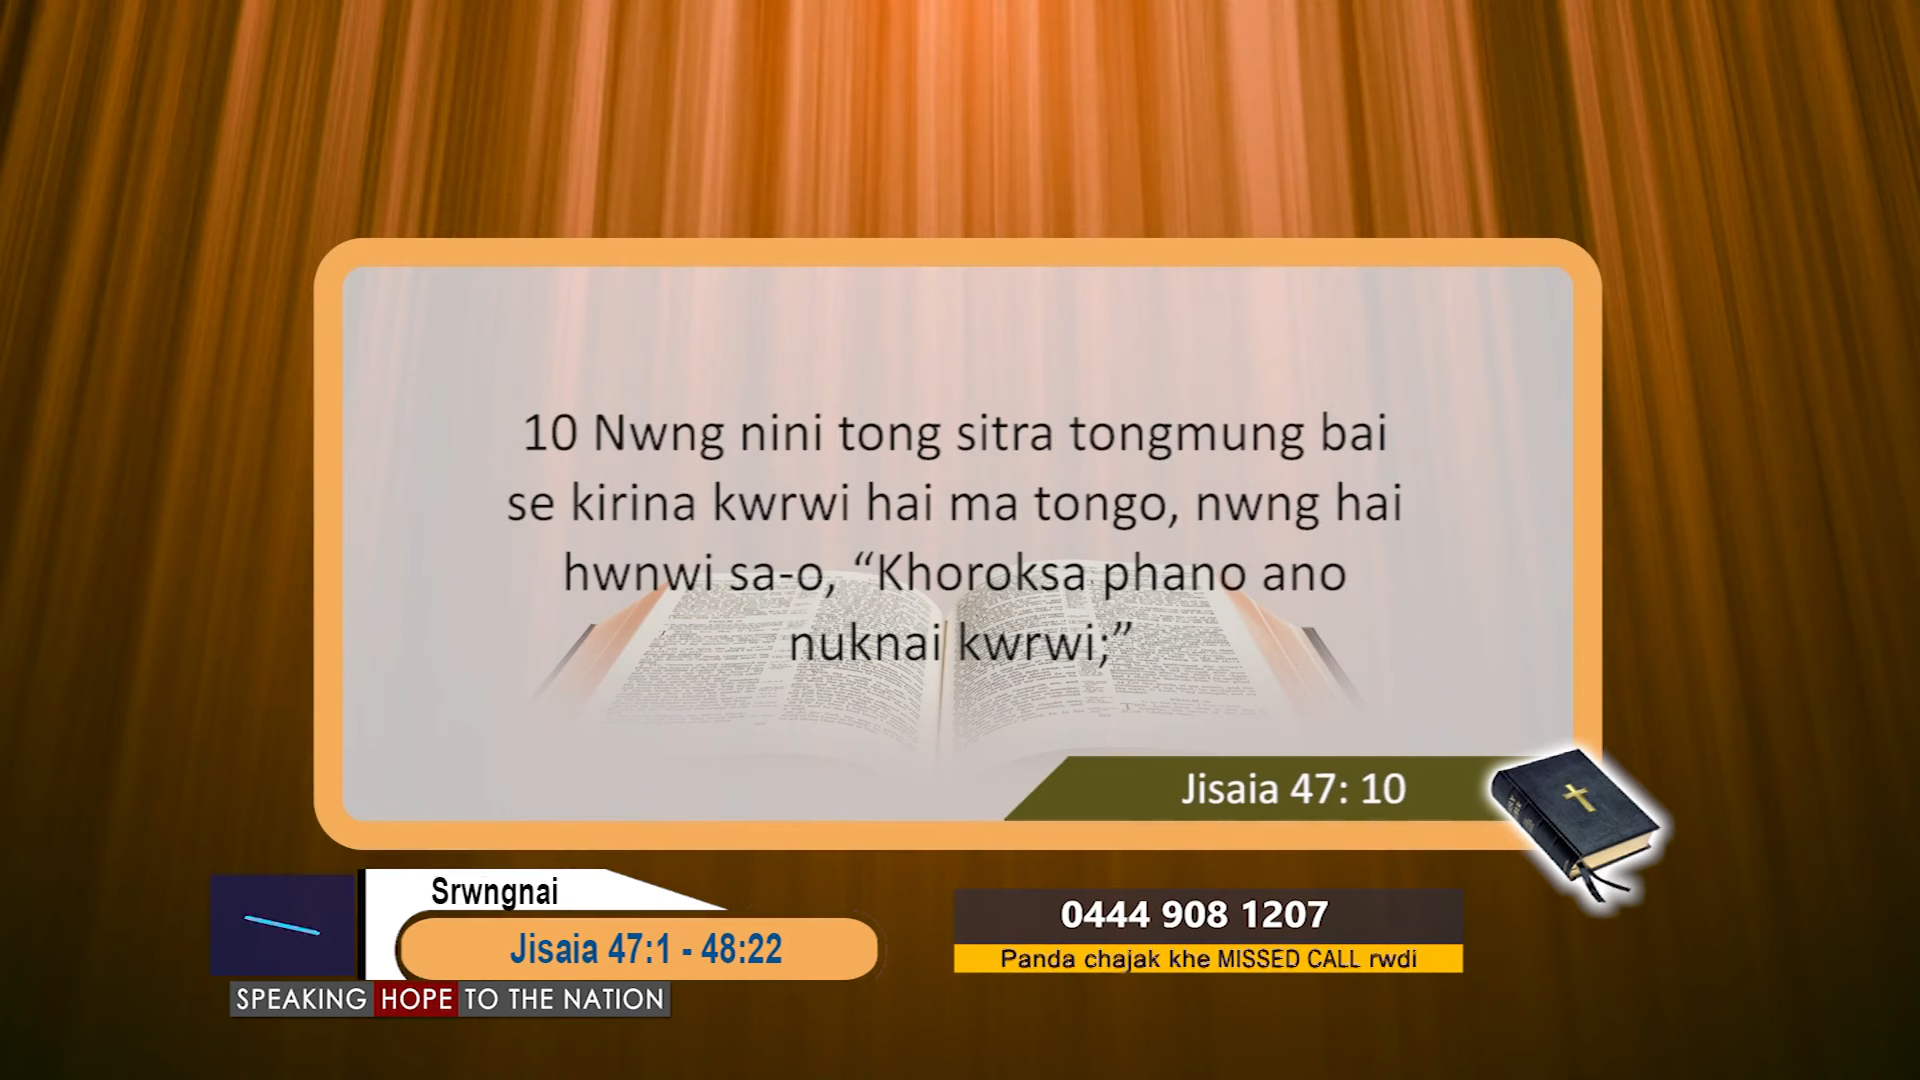 10 Nwng nini tong sitra tongmung bai
se kirina kwrwi hai ma tongo, nwng hai
hwnwi sa-o, “Khoroksa phano ano
nuknai kwrwi;”
Jisaia 47: 10
Srwngnai
Jisaia 47:1 - 48:22
SPEAKING HOPE TO THE NATION
0444 908 1207
Panda chajak khe MISSED CALL rwdi